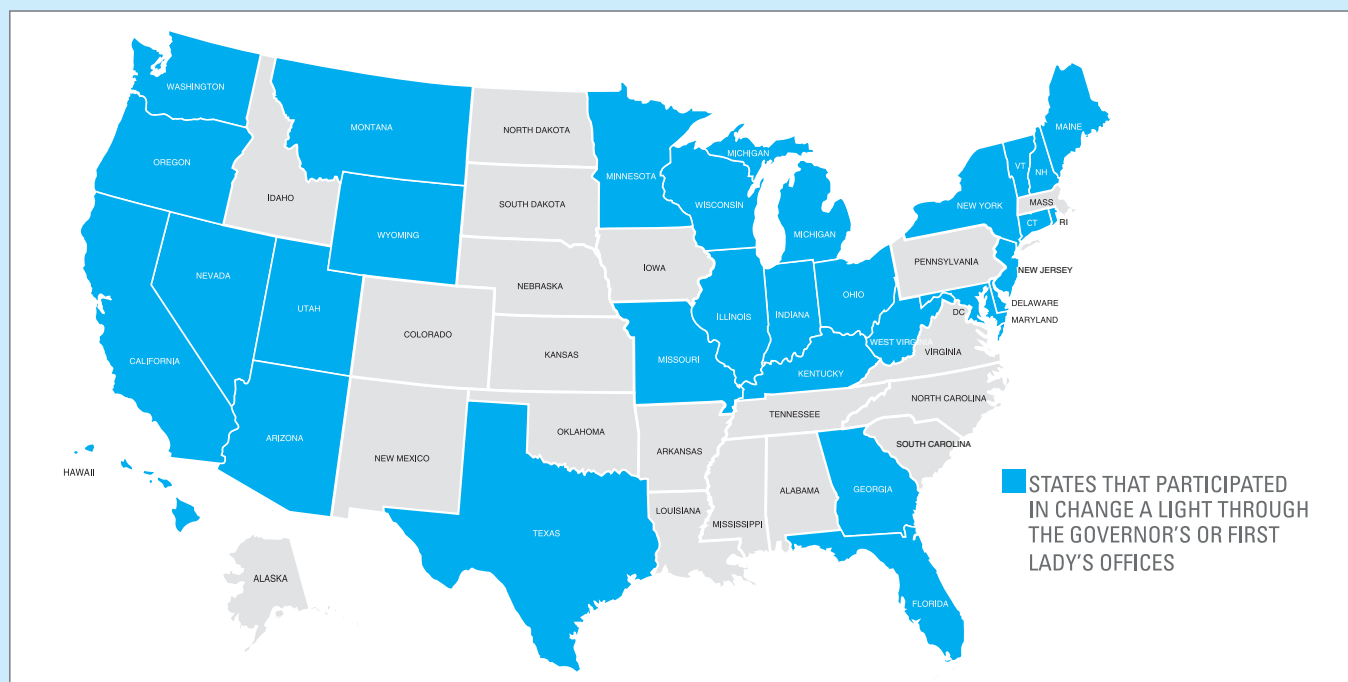 WASHINGTON
MONTANA
NORTH DAKOTA
MINNESOTA
MICHIGAN
MAINE
VT
NH
OREGON
IDAHO
SOUTH DAKOTA
WISCONSIN
MICHIGAN
NEW YORK
MASS
CT
RI
WYOMING
IOWA
PENNSYLVANIA
NEW JERSEY
NEVADA
UTAH
NEBRASKA
ILLINOIS
INDIANA
OHIO
DELAWARE
MARYLAND
DC
COLORADO
KANSAS
MISSOURI
WEST VIRGINIA
VIRGINIA
KENTUCKY
CALIFORNIA
ARIZONA
NEW MEXICO
OKLAHOMA
ARKANSAS
TENNESSEE
NORTH CAROLINA
SOUTH CAROLINA
HAWAII
TEXAS
LOUISIANA
MISSISSIPPI
ALABAMA
GEORGIA
ALASKA
FLORIDA
STATES THAT PARTICIPATED
IN CHANGE A LIGHT THROUGH
THE GOVERNOR'S OR FIRST
LADY'S OFFICES